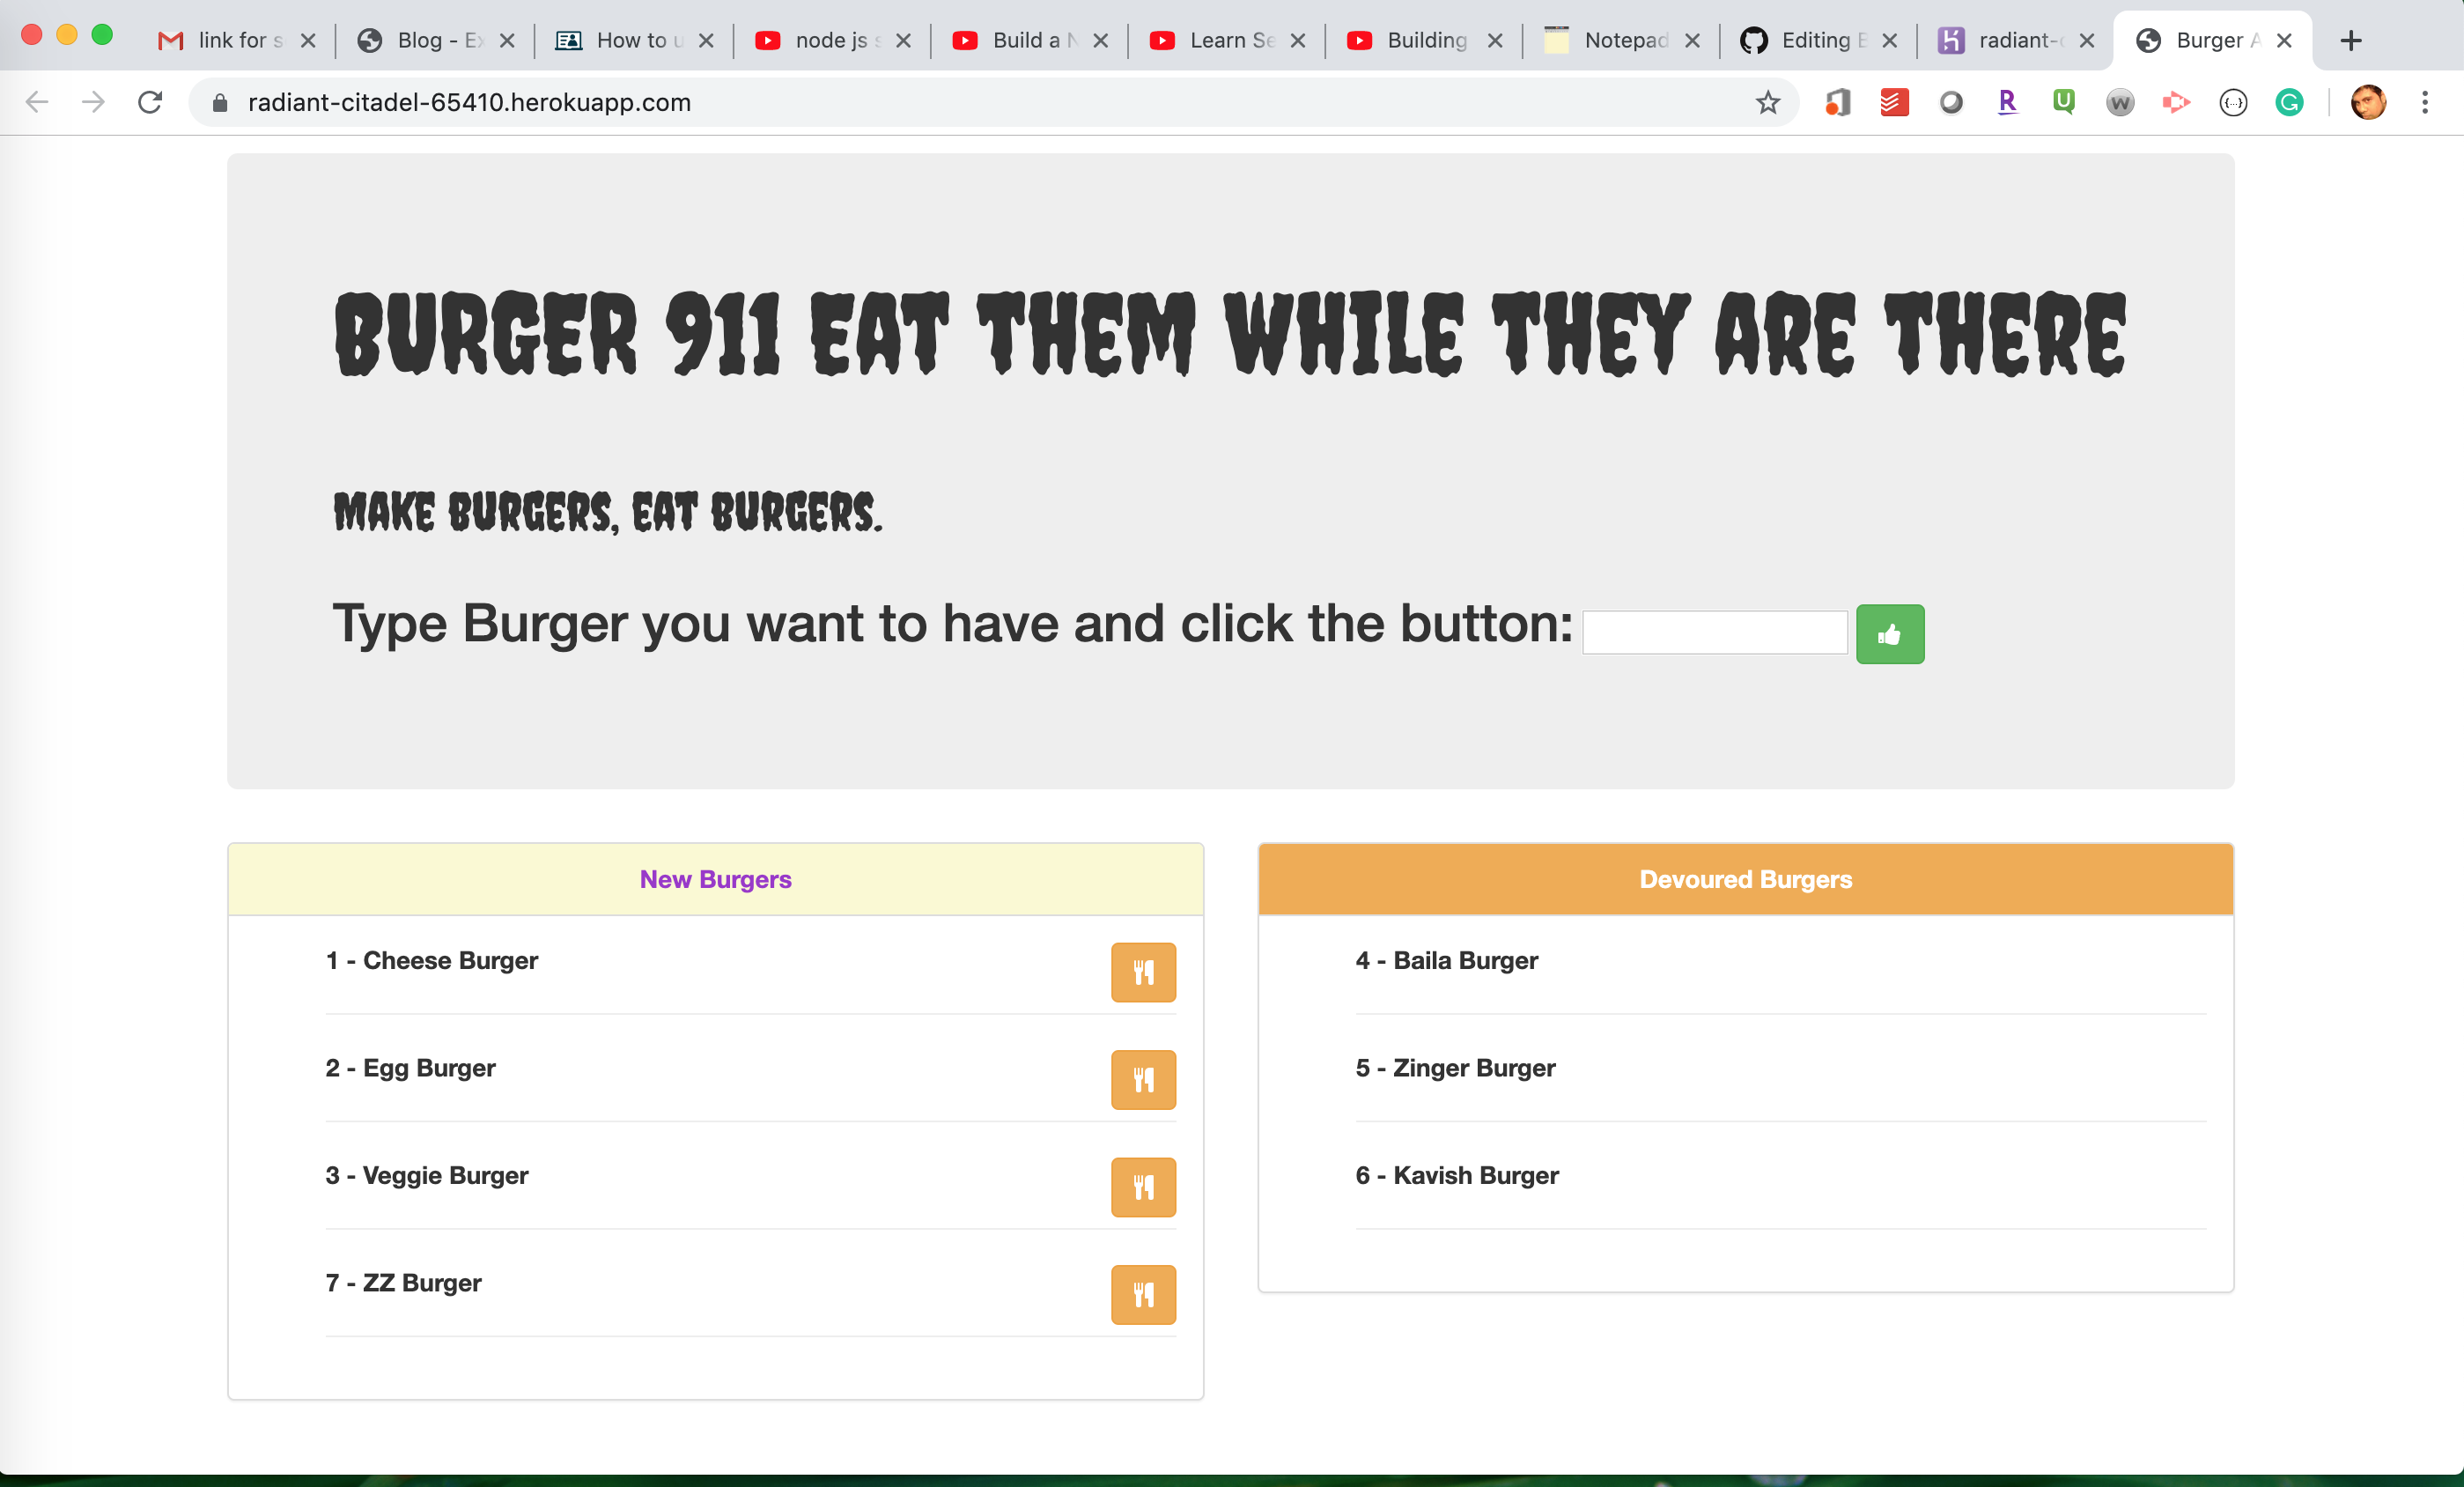 link for s
Blog - Ex
How to u
node js s
Build a N
Learn Se
Building
Notepad
Editing B
radiant-c
Burger A
radiant-citadel-65410.herokuapp.com
BURGER 911 EAT THEM WHILE THEY ARE THERE
MAKE BURGERS, EAT BURGERS.
Type Burger you want to have and click the button:
New Burgers
1 - Cheese Burger
2 - Egg Burger
3 - Veggie Burger
7 - ZZ Burger
Devoured Burgers
4 - Baila Burger
5 - Zinger Burger
6 - Kavish Burger